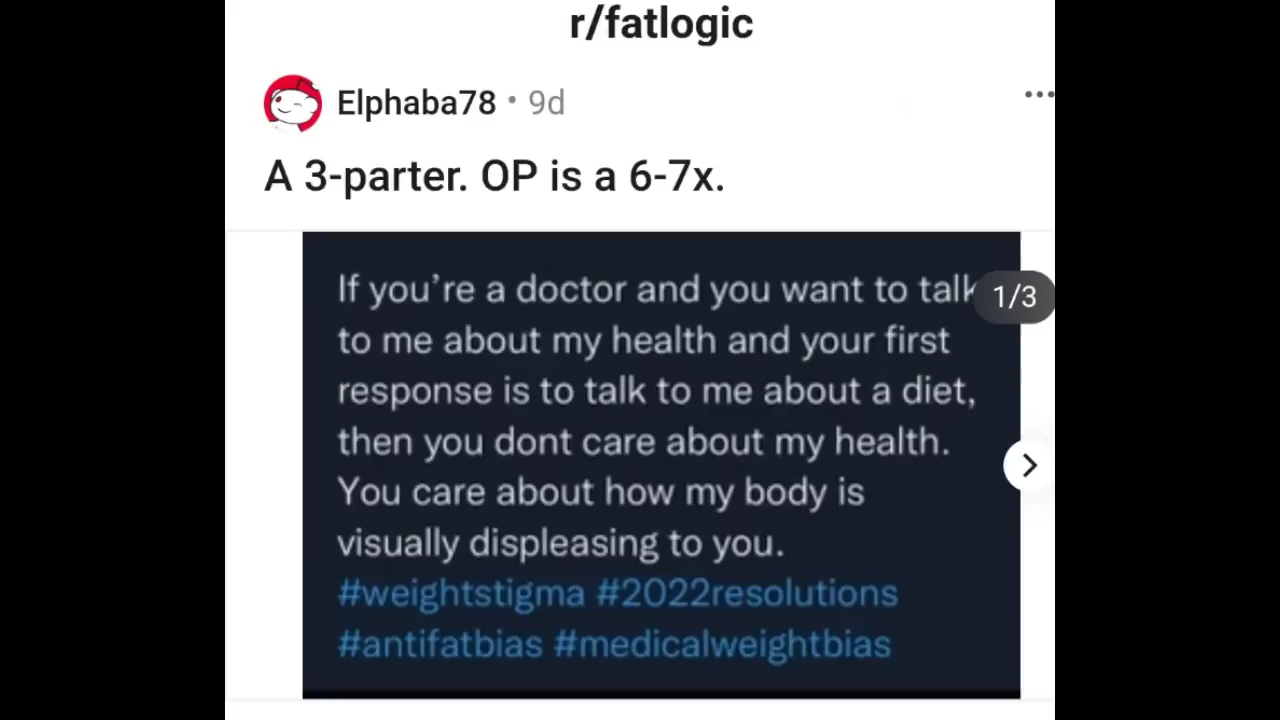 r/fatlogic
Elphaba78 • 9d
A 3-parter. OP is a 6-7x.
If you're a doctor and you want to talk
1/3
to me about my health and your first
response is to talk to me about a diet,
then you dont care about my health.
You care about how my body is
visually displeasing to you.
#weightstigma #2022resolutions
#antifatbias #medicalweightbias